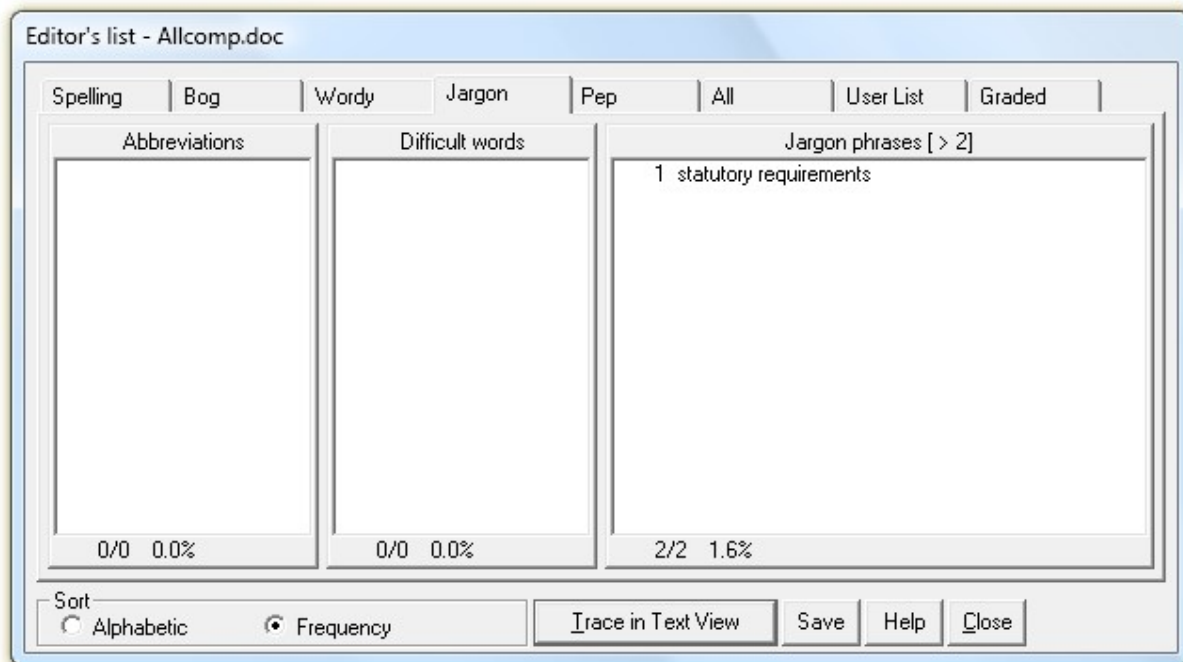 Editor's list - Allcomp.doc
Spelling Bog Wordy Jargon Pep All User List Graded
Abbreviations Difficult words Jargon phrases [ > 2]
1 statutory requirements
0/0 0.0% 0/0 0.0% 2/2 1.6%
Sort
Alphabetic Frequency Trace in Text View Save Help Close